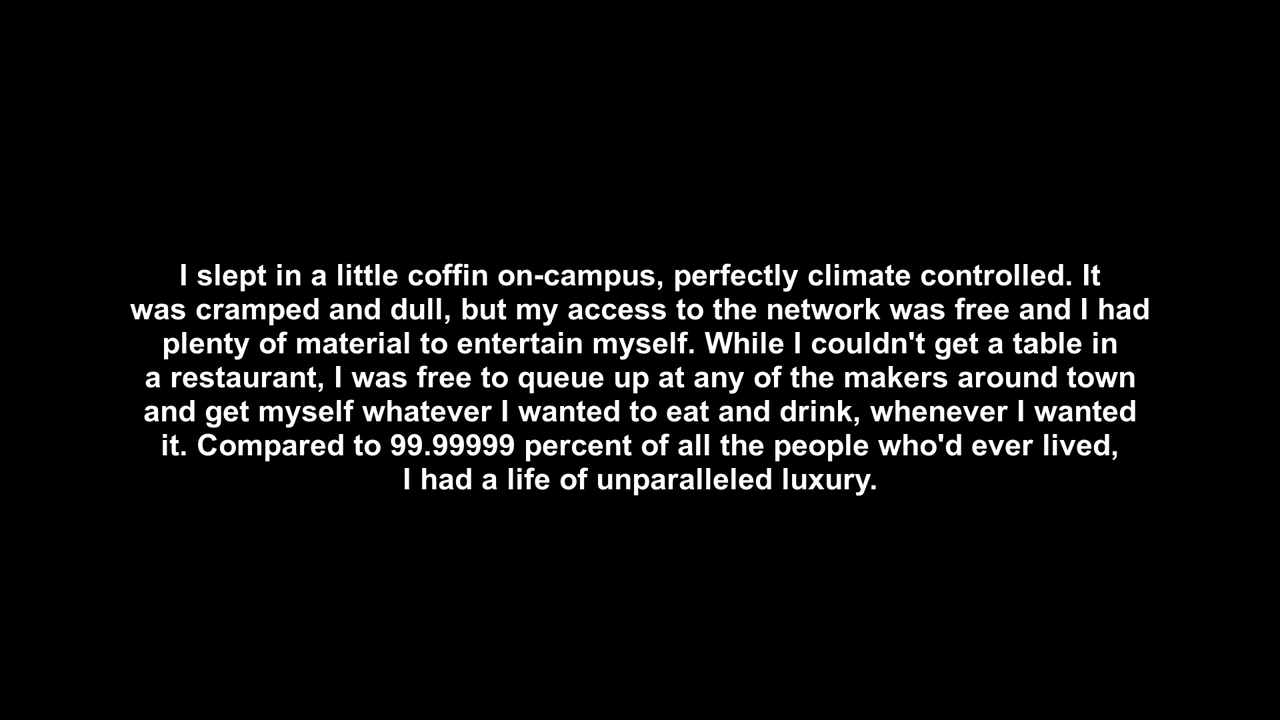 I slept in a little coffin on-campus, perfectly climate controlled. It
was cramped and dull, but my access to the network was free and I had
plenty of material to entertain myself. While I couldn't get a table in
a restaurant, I was free to queue up at any of the makers around town
and get myself whatever I wanted to eat and drink, whenever I wanted
it. Compared to 99.99999 percent of all the people who'd ever lived,
I had a life of unparalleled luxury.